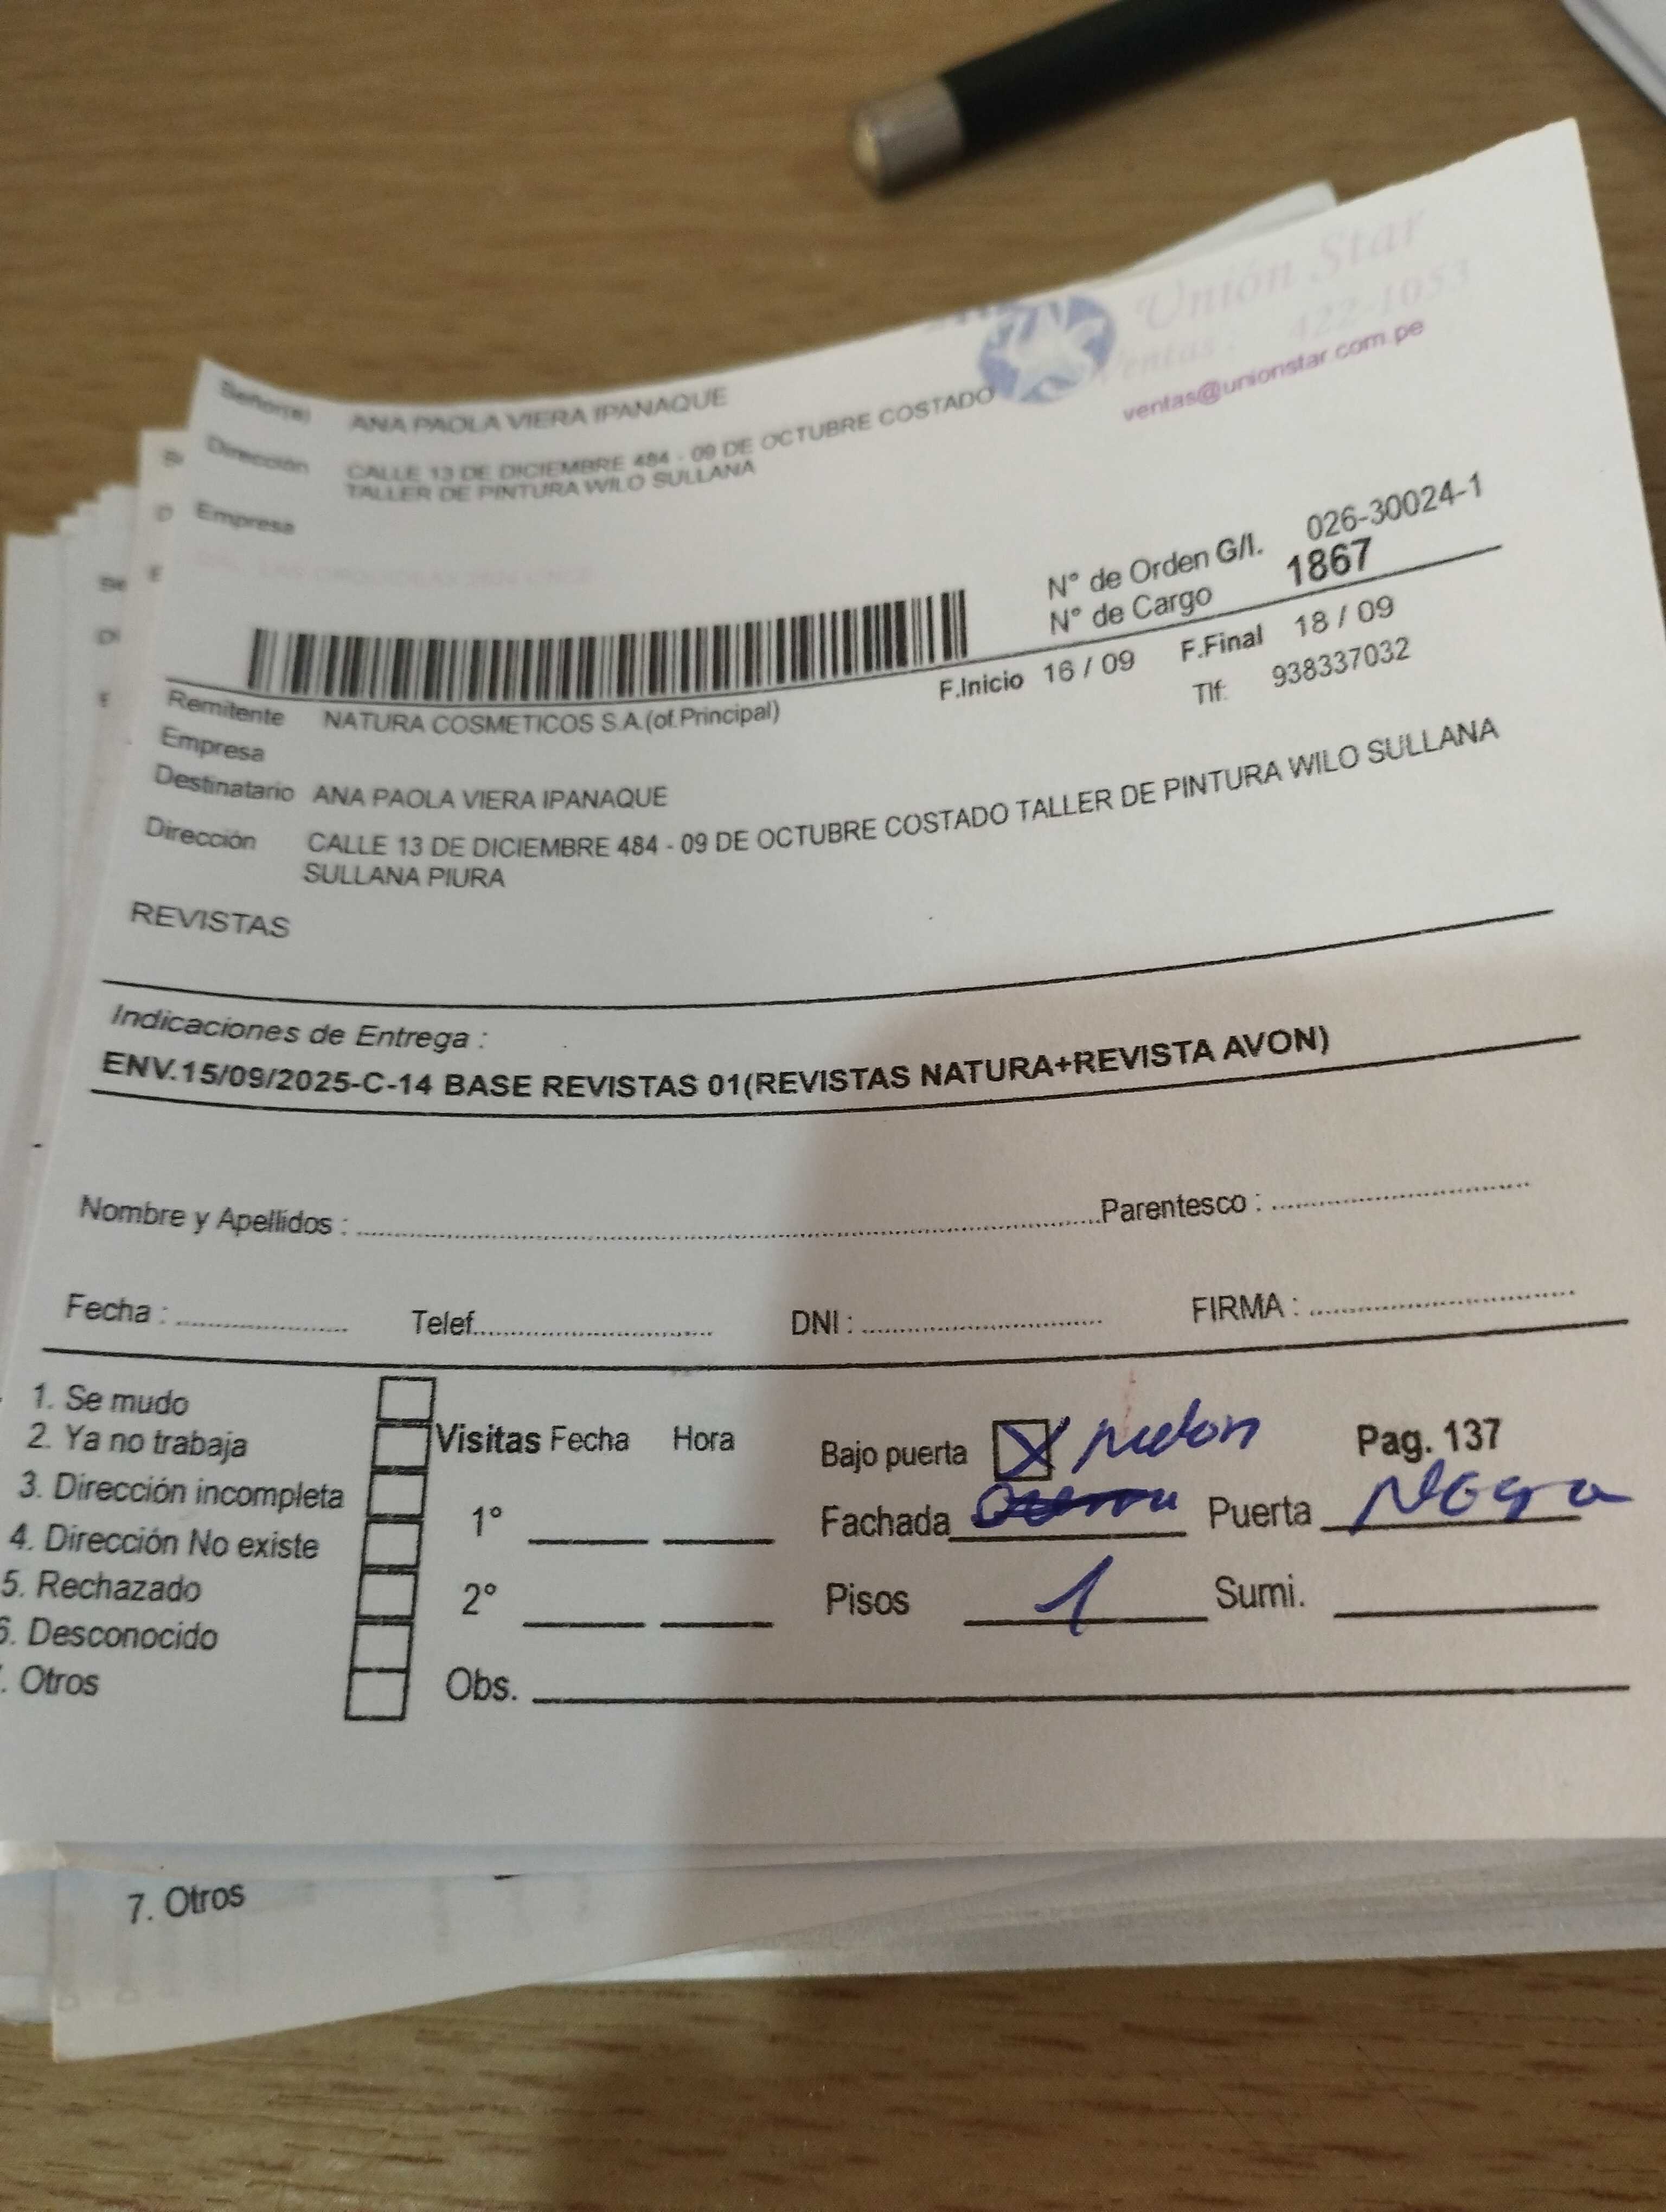 Unión Star
Ventas: 422-1053
ventas@unionstar.com.pe
Señor(a) ANA PAOLA VIERA IPANAQUE
Dirección CALLE 13 DE DICIEMBRE 484 - 09 DE OCTUBRE COSTADO
TALLER DE PINTURA WILO SULLANA
Empresa
N° de Orden G/I. 026-30024-1
N° de Cargo 1867
F.Inicio 16 / 09 F.Final 18 / 09
Remitente NATURA COSMETICOS S.A.(of.Principal) Tlf: 938337032
Empresa
Destinatario ANA PAOLA VIERA IPANAQUE
Dirección CALLE 13 DE DICIEMBRE 484 - 09 DE OCTUBRE COSTADO TALLER DE PINTURA WILO SULLANA
SULLANA PIURA
REVISTAS
Indicaciones de Entrega :
ENV.15/09/2025-C-14 BASE REVISTAS 01(REVISTAS NATURA+REVISTA AVON)
Nombre y Apellidos : Parentesco :
Fecha : Telef. DNI : FIRMA :
1. Se mudo
2. Ya no trabaja Visitas Fecha Hora Bajo puerta X melon Pag. 137
3. Dirección incompleta 1° Fachada Puerta Negra
4. Dirección No existe
5. Rechazado 2° Pisos 1 Sumi.
6. Desconocido
. Otros Obs.
7. Otros